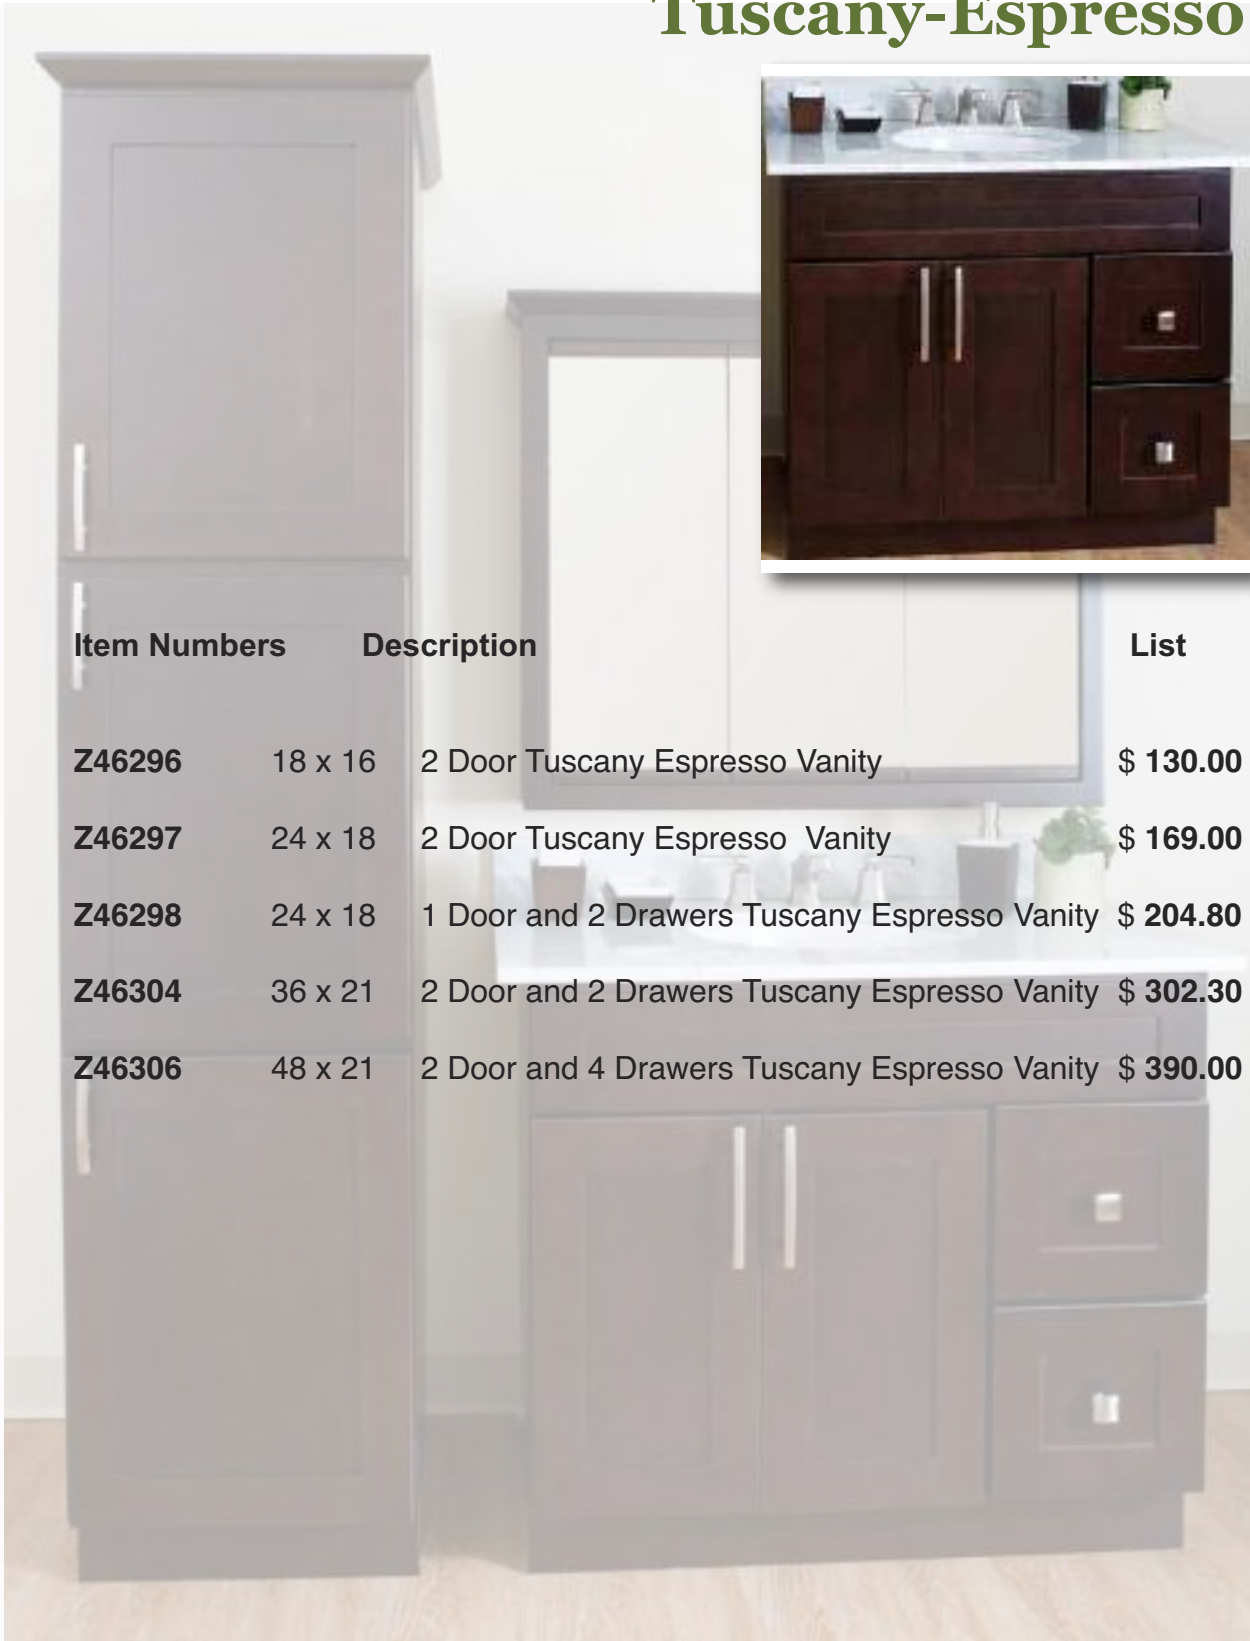 Tuscany-Espresso
Item Numbers Description List
Z46296 18 x 16 2 Door Tuscany Espresso Vanity $ 130.00
Z46297 24 x 18 2 Door Tuscany Espresso Vanity $ 169.00
Z46298 24 x 18 1 Door and 2 Drawers Tuscany Espresso Vanity $ 204.80
Z46304 36 x 21 2 Door and 2 Drawers Tuscany Espresso Vanity $ 302.30
Z46306 48 x 21 2 Door and 4 Drawers Tuscany Espresso Vanity $ 390.00